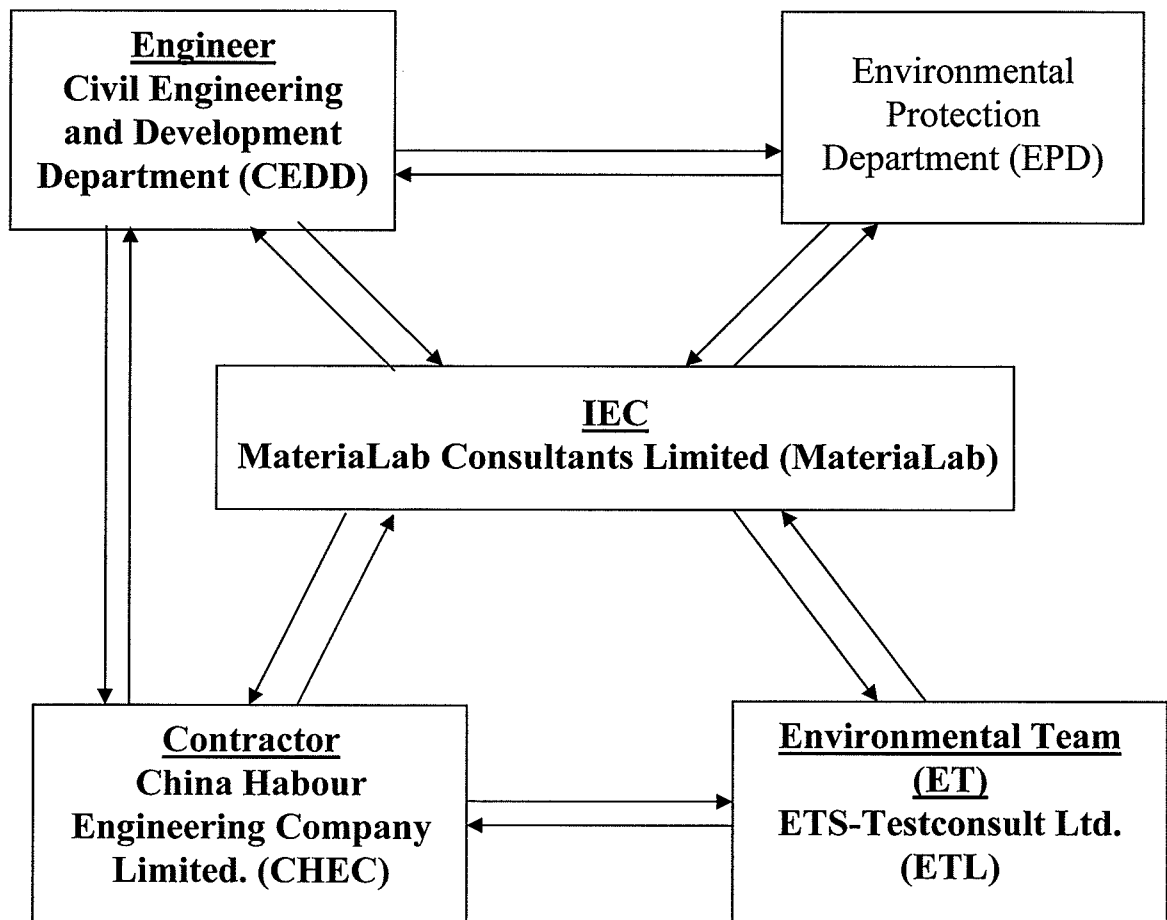 Engineer
Civil Engineering
and Development
Department (CEDD)
Environmental
Protection
Department (EPD)
IEC
MateriaLab Consultants Limited (MateriaLab)
Contractor
China Habour
Engineering Company
Limited. (CHEC)
Environmental Team
(ET)
ETS-Testconsult Ltd.
(ETL)